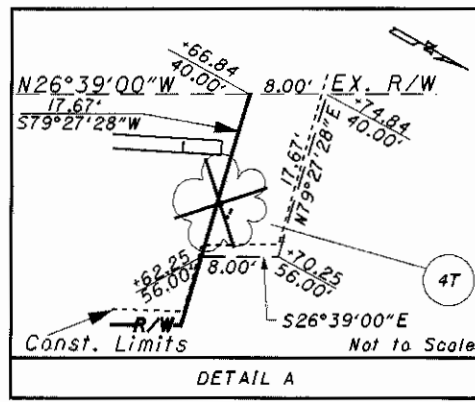 +66.84
40.00'
N26°39'00"W
8.00'
EX. R/W
17.67'
S79°27'28"W
+74.84
40.00'
17.67'
N79°27'28"E
+62.25
56.00'
8.00'
+70.25
56.00'
4T
R/W
S26°39'00"E
Const. Limits
Not to Scale
DETAIL A